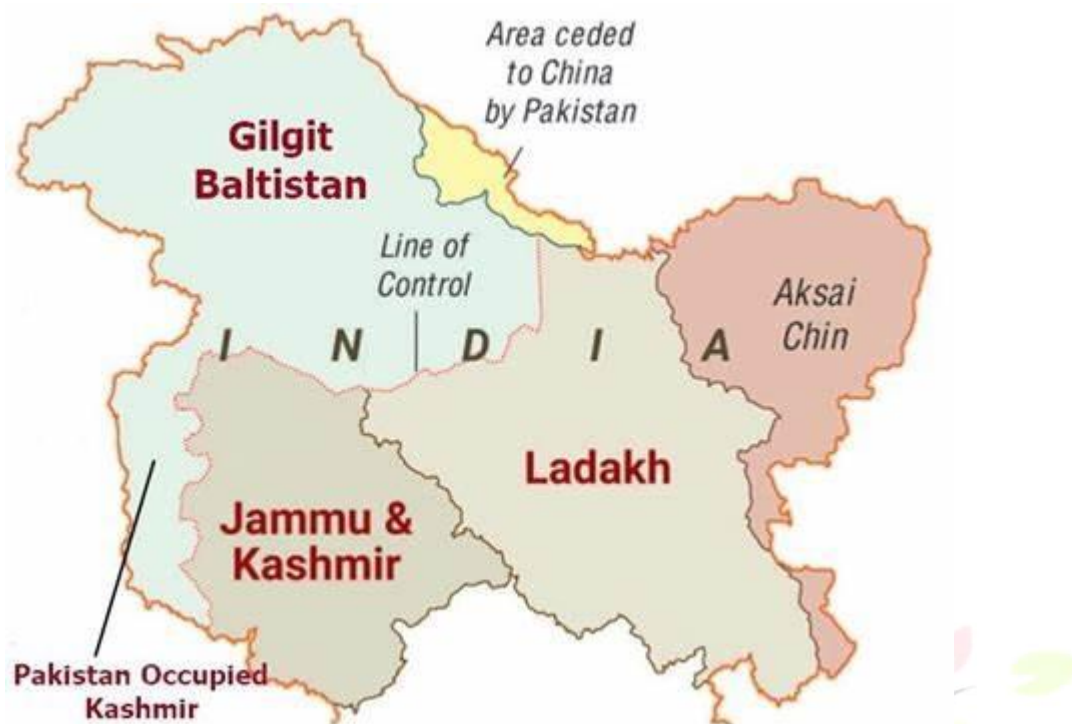 Area ceded
to China
by Pakistan
Gilgit
Baltistan
Line of
Control
Aksai
Chin
I N D I A
Ladakh
Jammu &
Kashmir
Pakistan Occupied
Kashmir